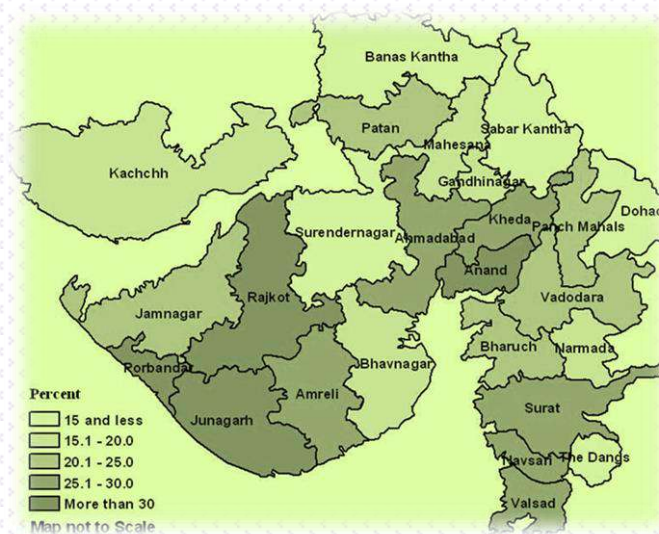 Banas Kantha
Patan
Mahesana
Sabar Kantha
Kachchh
Gandhinagar
Dohad
Surendernagar
Ahmadabad
Kheda
Panch Mahals
Anand
Rajkot
Vadodara
Jamnagar
Bharuch
Narmada
Porbandar
Bhavnagar
Amreli
Junagarh
Surat
Navsari
The Dangs
Valsad
Percent
15 and less
15.1 - 20.0
20.1 - 25.0
25.1 - 30.0
More than 30
Map not to Scale